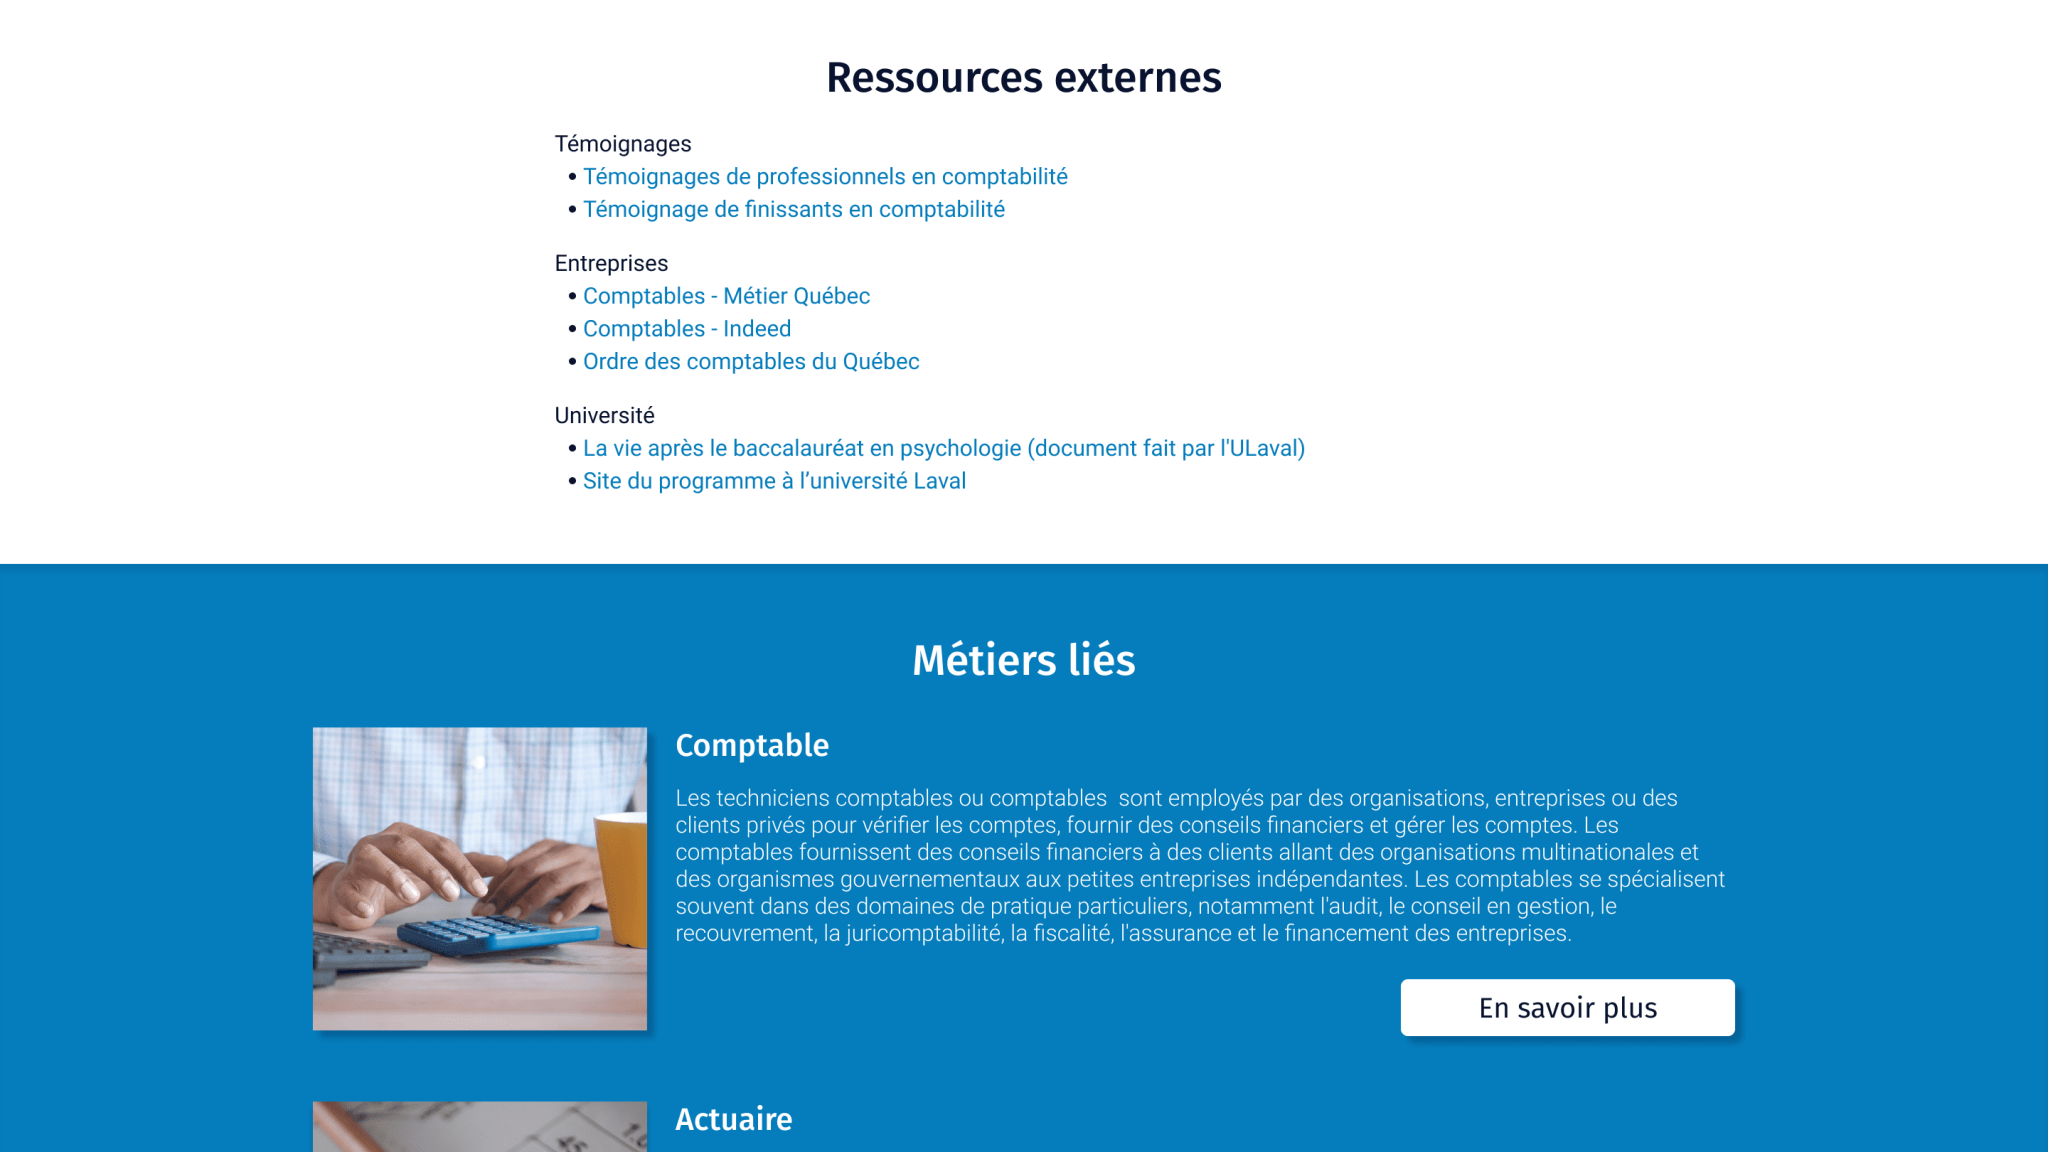 Ressources externes
Témoignages
• Témoignages de professionnels en comptabilité
• Témoignage de finissants en comptabilité
Entreprises
• Comptables - Métier Québec
• Comptables - Indeed
• Ordre des comptables du Québec
Université
• La vie après le baccalauréat en psychologie (document fait par l'ULaval)
• Site du programme à l’université Laval
Métiers liés
Comptable
Les techniciens comptables ou comptables  sont employés par des organisations, entreprises ou des
clients privés pour vérifier les comptes, fournir des conseils financiers et gérer les comptes. Les
comptables fournissent des conseils financiers à des clients allant des organisations multinationales et
des organismes gouvernementaux aux petites entreprises indépendantes. Les comptables se spécialisent
souvent dans des domaines de pratique particuliers, notamment l'audit, le conseil en gestion, le
recouvrement, la juricomptabilité, la fiscalité, l'assurance et le financement des entreprises.
En savoir plus
Actuaire